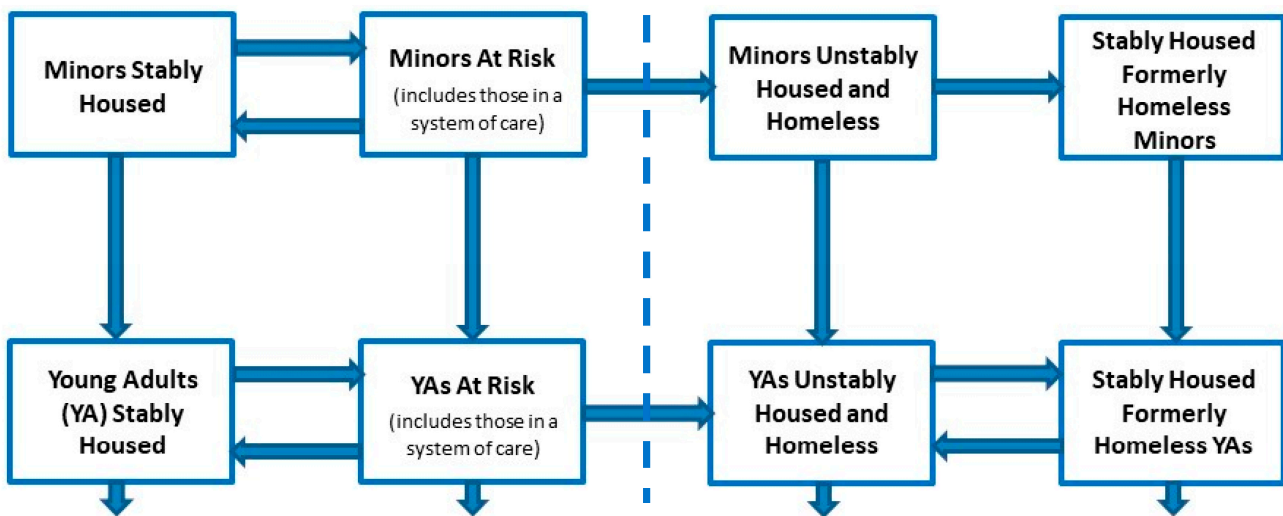 Minors Stably
Housed
Minors At Risk
(includes those in a
system of care)
Minors Unstably
Housed and
Homeless
Stably Housed
Formerly
Homeless
Minors
Young Adults
(YA) Stably
Housed
YAs At Risk
(includes those in a
system of care)
YAs Unstably
Housed and
Homeless
Stably Housed
Formerly
Homeless YAs